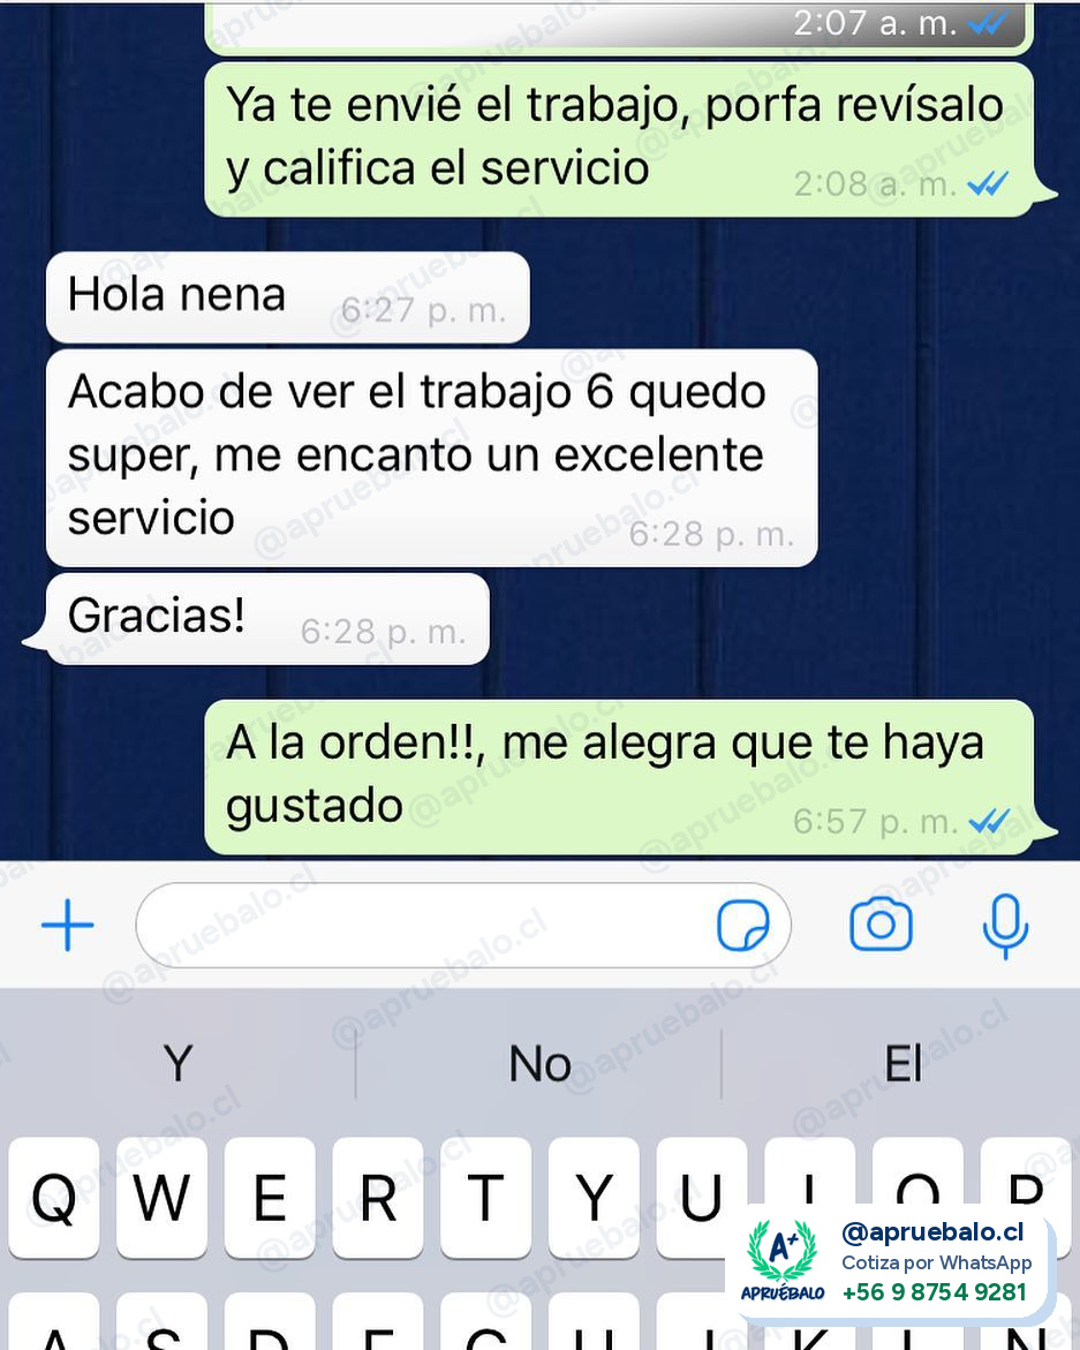 2:07 a. m.
Ya te envié el trabajo, porfa revísalo
y califica el servicio
2:08 a. m.
Hola nena
6:27 p. m.
Acabo de ver el trabajo 6 quedo
super, me encanto un excelente
servicio
6:28 p. m.
Gracias!
6:28 p. m.
A la orden!!, me alegra que te haya
gustado
6:57 p. m.
Y No El
Q W E R T Y U I O P
A S D F G H J K L Ñ
A+
APRUÉBALO
@apruebalo.cl
Cotiza por WhatsApp
+56 9 8754 9281
@apruebalo.cl